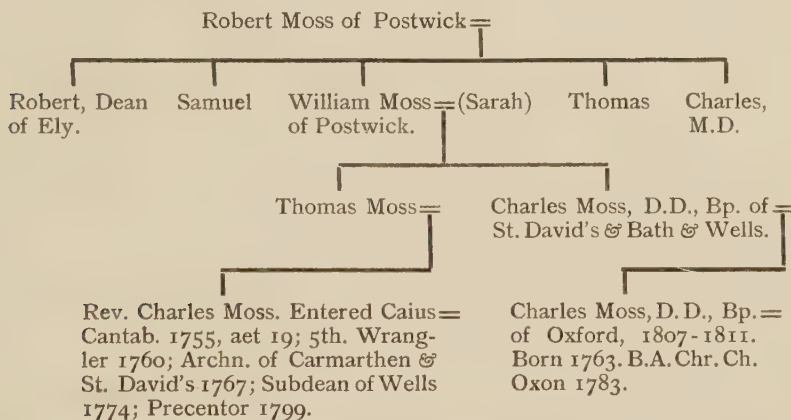 Robert Moss of Postwick=
Robert, Dean of Ely.
Samuel
William Moss=(Sarah) of Postwick.
Thomas
Charles, M.D.
Thomas Moss=
Charles Moss, D.D., Bp. of=
St. David's & Bath & Wells.
Rev. Charles Moss. Entered Caius=
Cantab. 1755, aet 19; 5th. Wrang-
ler 1760; Archn. of Carmarthen &
St. David's 1767; Subdean of Wells
1774; Precentor 1799.
Charles Moss, D.D., Bp.=
of Oxford, 1807-1811.
Born 1763. B.A. Chr. Ch.
Oxon 1783.